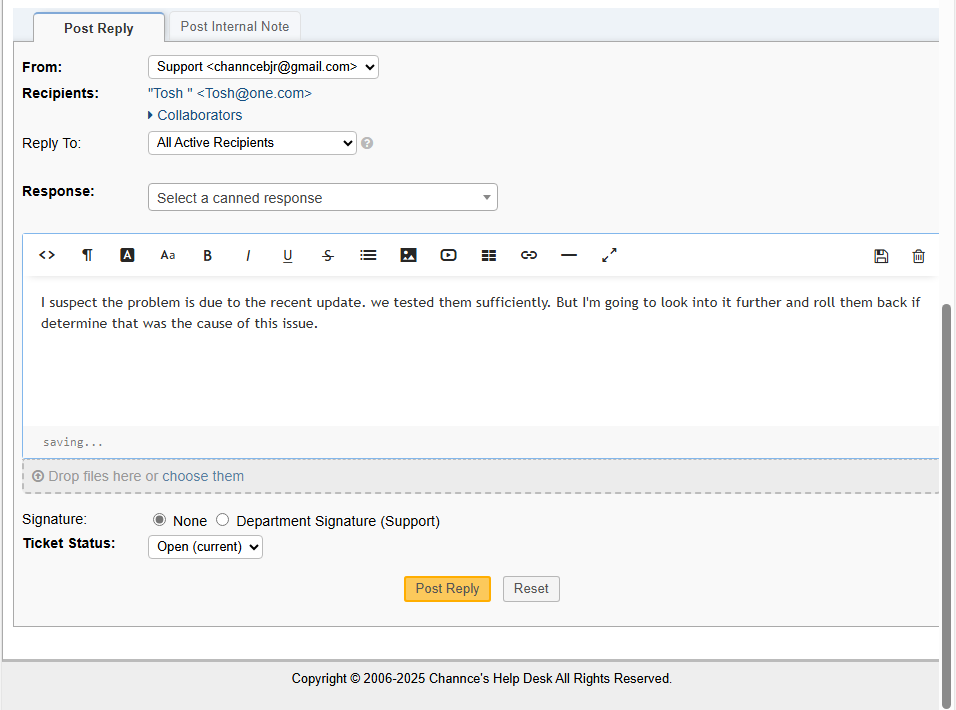 Post Reply
Post Internal Note
From:
Support <channcebjr@gmail.com>
Recipients:
"Tosh " <Tosh@one.com>
Collaborators
Reply To:
All Active Recipients
?
Response:
Select a canned response
<> ¶ A Aa B I U S
I suspect the problem is due to the recent update. we tested them sufficiently. But I'm going to look into it further and roll them back if
determine that was the cause of this issue.
saving...
Drop files here or choose them
Signature:
None
Department Signature (Support)
Ticket Status:
Open (current)
Post Reply
Reset
Copyright © 2006-2025 Channce's Help Desk All Rights Reserved.